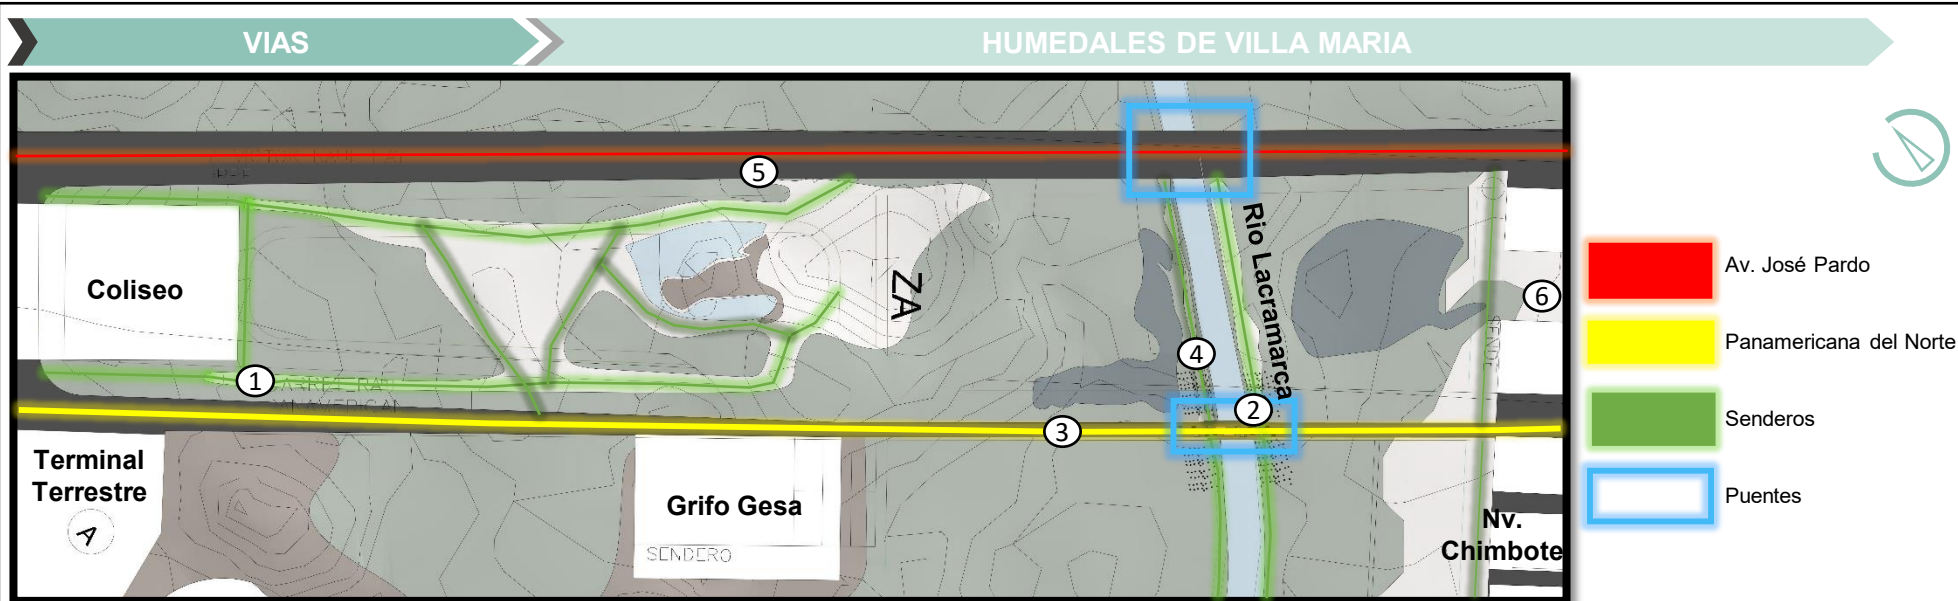 VIAS
HUMEDALES DE VILLA MARIA
5
Coliseo
ZA
Rio Lacramarca
6
4
1
2
3
Terminal
Terrestre
A
Grifo Gesa
SENDERO
Nv.
Chimbote
Av. José Pardo
Panamericana del Norte
Senderos
Puentes